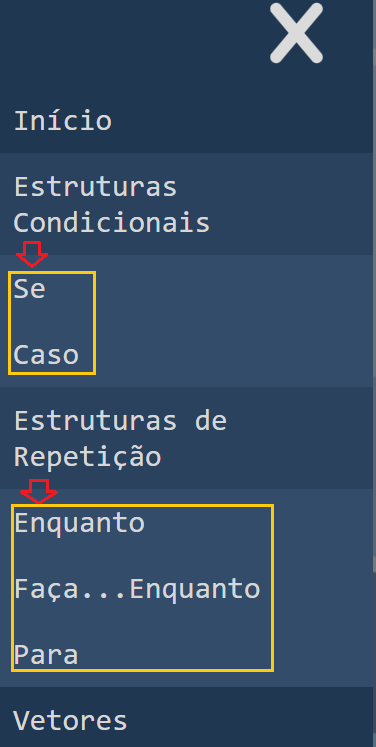 Início
Estruturas
Condicionais
Se
Caso
Estruturas de
Repetição
Enquanto
Faça...Enquanto
Para
Vetores